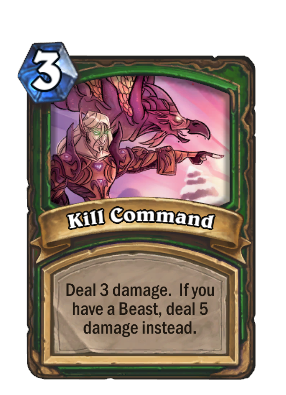 3
Kill Command
Deal 3 damage. If you
have a Beast, deal 5
damage instead.